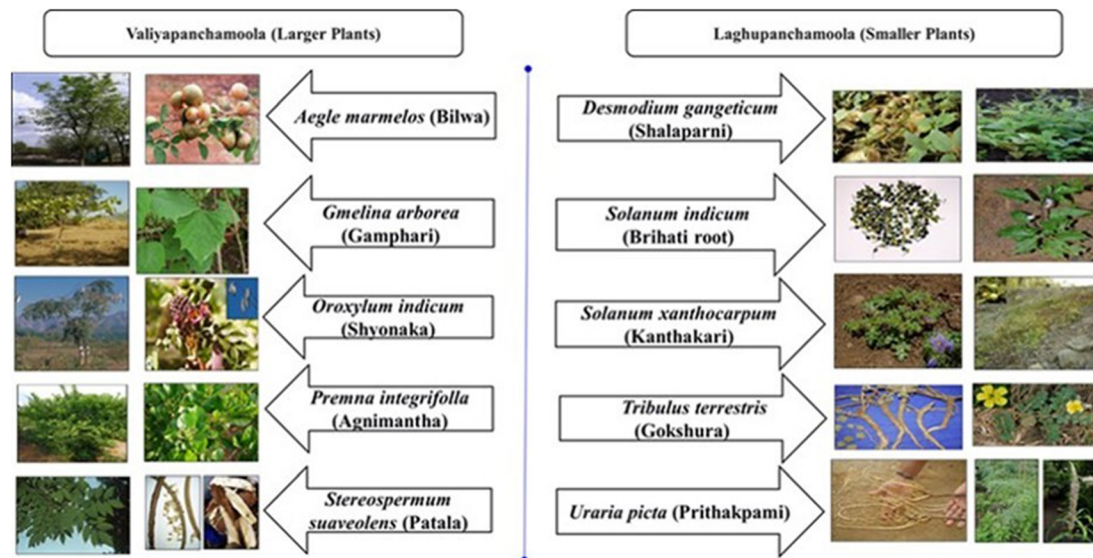 Valiyapanchamoola (Larger Plants)
Aegle marmelos (Bilwa)
Gmelina arborea
(Gamphari)
Oroxylum indicum
(Shyonaka)
Premna integrifolla
(Agnimantha)
Stereospermum
suaveolens (Patala)
Laghupanchamoola (Smaller Plants)
Desmodium gangeticum
(Shalaparni)
Solanum indicum
(Brihati root)
Solanum xanthocarpum
(Kanthakari)
Tribulus terrestris
(Gokshura)
Uraria picta (Prithakpami)